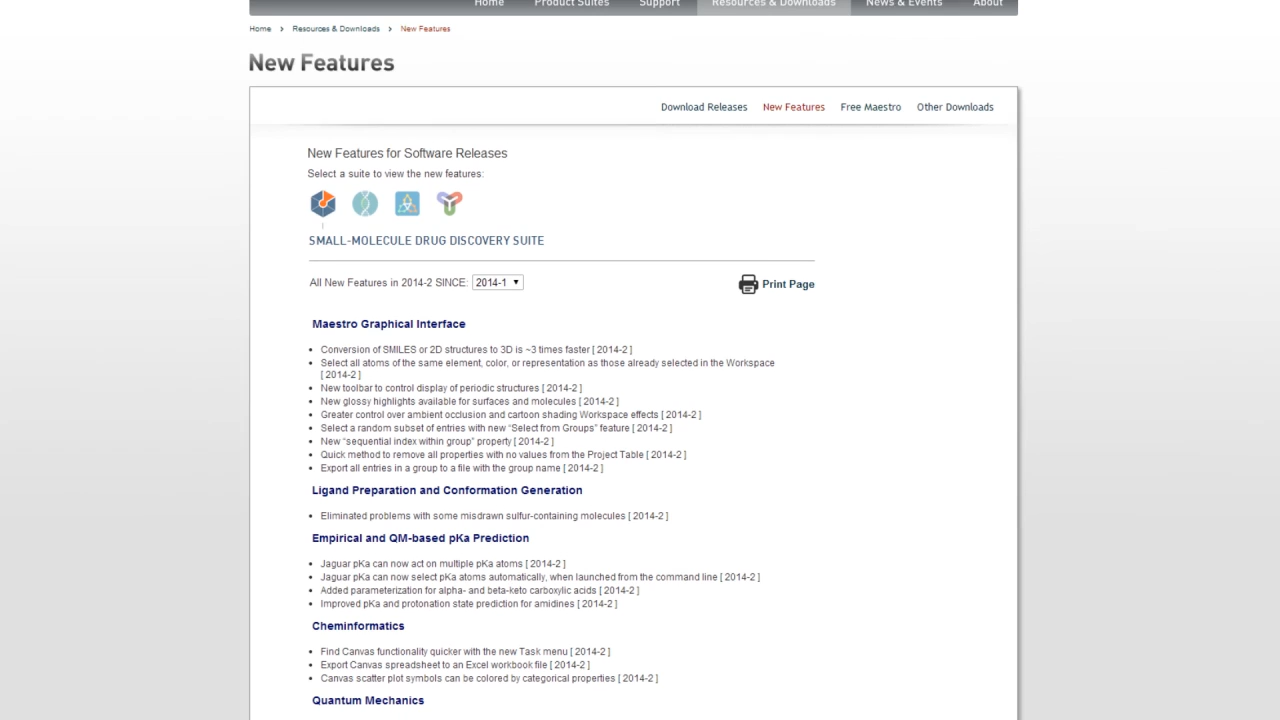 Home Product Suites Support Resources & Downloads News & Events About
Home > Resources & Downloads > New Features
New Features
Download Releases New Features Free Maestro Other Downloads
New Features for Software Releases
Select a suite to view the new features:
SMALL-MOLECULE DRUG DISCOVERY SUITE
All New Features in 2014-2 SINCE: 2014-1 ▼ Print Page
Maestro Graphical Interface
• Conversion of SMILES or 2D structures to 3D is ~3 times faster [ 2014-2 ]
• Select all atoms of the same element, color, or representation as those already selected in the Workspace
[ 2014-2 ]
• New toolbar to control display of periodic structures [ 2014-2 ]
• New glossy highlights available for surfaces and molecules [ 2014-2 ]
• Greater control over ambient occlusion and cartoon shading Workspace effects [ 2014-2 ]
• Select a random subset of entries with new “Select from Groups” feature [ 2014-2 ]
• New “sequential index within group” property [ 2014-2 ]
• Quick method to remove all properties with no values from the Project Table [ 2014-2 ]
• Export all entries in a group to a file with the group name [ 2014-2 ]
Ligand Preparation and Conformation Generation
• Eliminated problems with some misdrawn sulfur-containing molecules [ 2014-2 ]
Empirical and QM-based pKa Prediction
• Jaguar pKa can now act on multiple pKa atoms [ 2014-2 ]
• Jaguar pKa can now select pKa atoms automatically, when launched from the command line [ 2014-2 ]
• Added parameterization for alpha- and beta-keto carboxylic acids [ 2014-2 ]
• Improved pKa and protonation state prediction for amidines [ 2014-2 ]
Cheminformatics
• Find Canvas functionality quicker with the new Task menu [ 2014-2 ]
• Export Canvas spreadsheet to an Excel workbook file [ 2014-2 ]
• Canvas scatter plot symbols can be colored by categorical properties [ 2014-2 ]
Quantum Mechanics